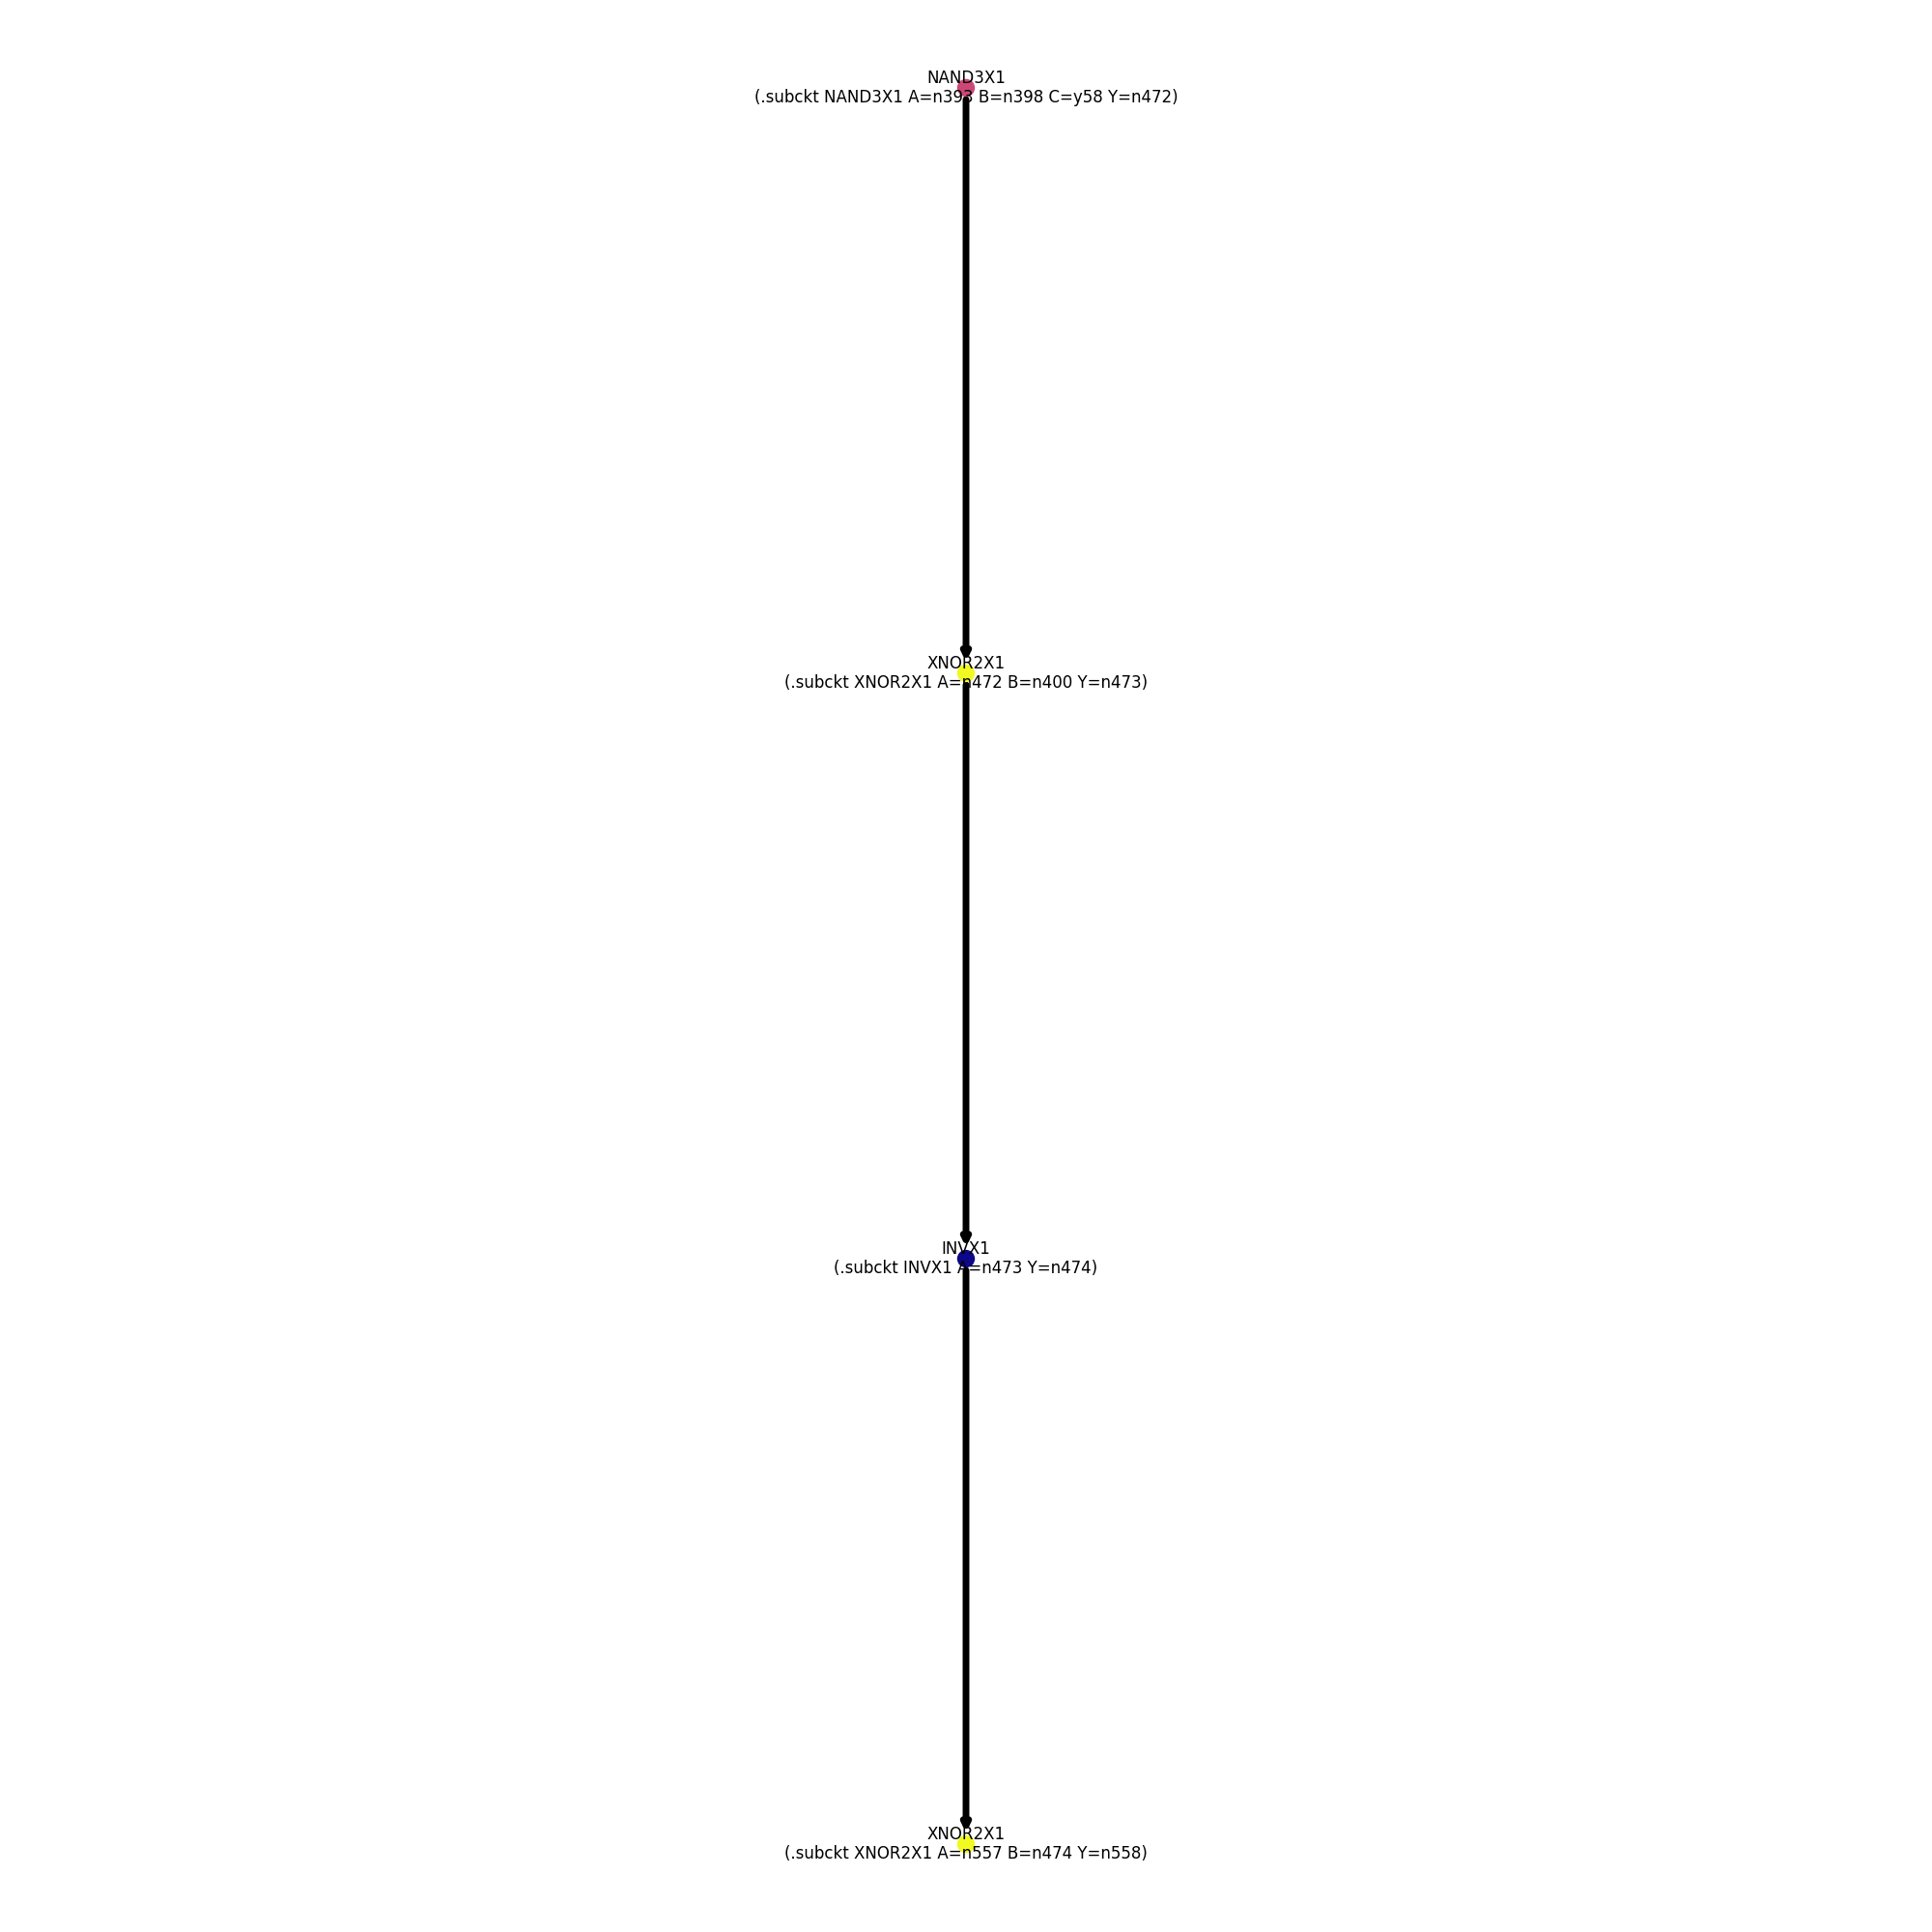 NAND3X1
(.subckt NAND3X1 A=n393 B=n398 C=y58 Y=n472)
XNOR2X1
(.subckt XNOR2X1 A=n472 B=n400 Y=n473)
INVX1
(.subckt INVX1 A=n473 Y=n474)
XNOR2X1
(.subckt XNOR2X1 A=n557 B=n474 Y=n558)